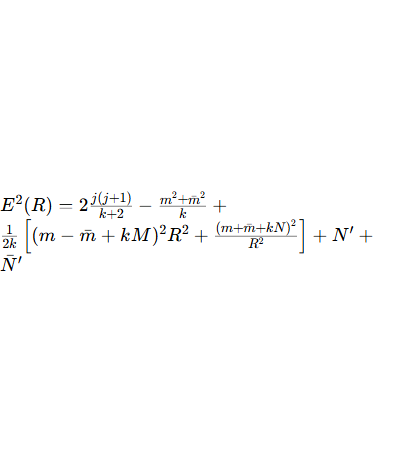 $E^2(R) = 2\frac{j(j+1)}{k+2} - \frac{m^2+\bar{m}^2}{k} +$
$\frac{1}{2k}\left[(m - \bar{m} + kM)^2R^2 + \frac{(m+\bar{m}+kN)^2}{R^2}\right] + N' +$
$\bar{N}'$